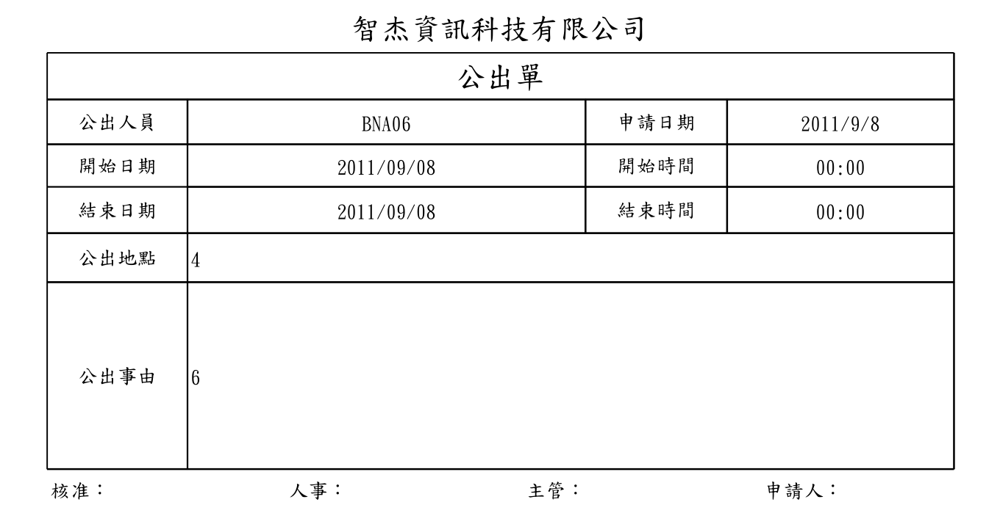 智杰資訊科技有限公司
公出單
公出人員 BNA06 申請日期 2011/9/8
開始日期 2011/09/08 開始時間 00:00
結束日期 2011/09/08 結束時間 00:00
公出地點 4
公出事由 6
核准： 人事： 主管： 申請人：